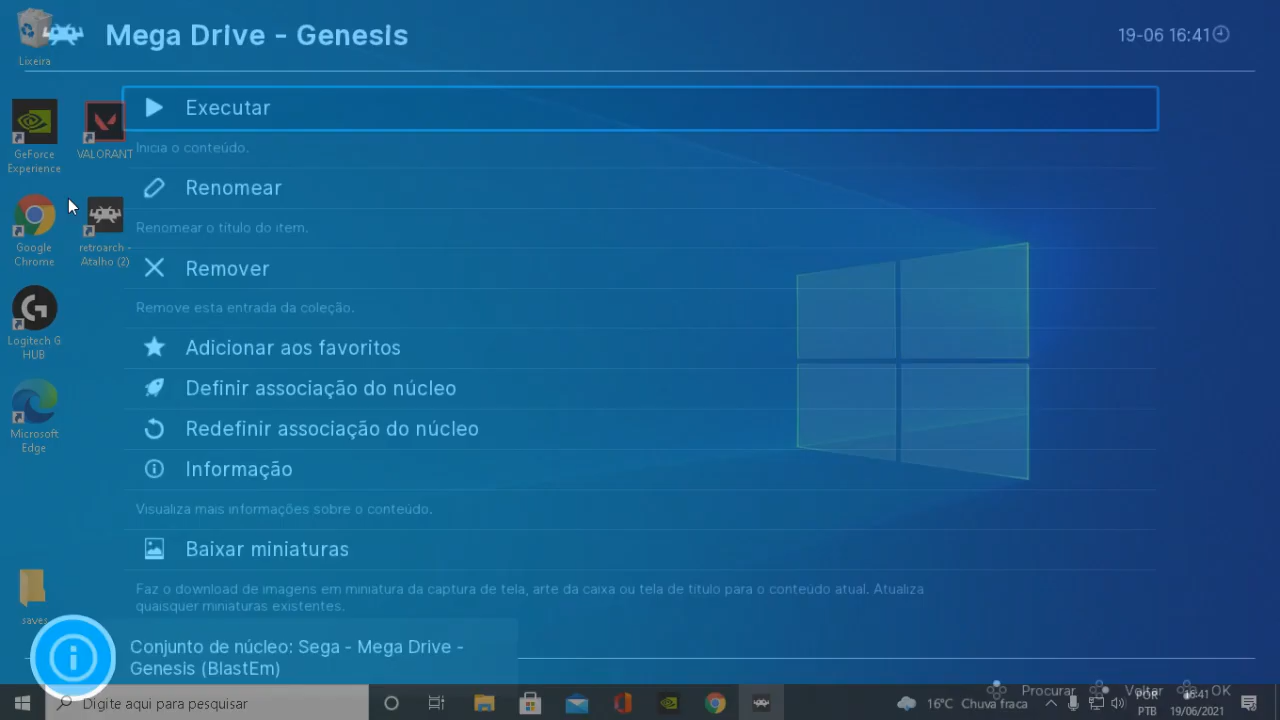 Mega Drive - Genesis
19-06 16:41
Lixeira
Executar
Inicia o conteúdo.
GeForce
Experience
VALORANT
Renomear
Renomear o título do item.
Google
Chrome
retroarch -
Atalho (2)
Remover
Remove esta entrada da coleção.
Logitech G
HUB
Adicionar aos favoritos
Definir associação do núcleo
Microsoft
Edge
Redefinir associação do núcleo
Informação
Visualiza mais informações sobre o conteúdo.
Baixar miniaturas
Faz o download de imagens em miniatura da captura de tela, arte da caixa ou tela de título para o conteúdo atual. Atualiza
quaisquer miniaturas existentes.
saves
Conjunto de núcleo: Sega - Mega Drive -
Genesis (BlastEm)
Procurar
Voltar
OK
Digite aqui para pesquisar
16°C Chuva fraca
POR
PTB
16:41
19/06/2021